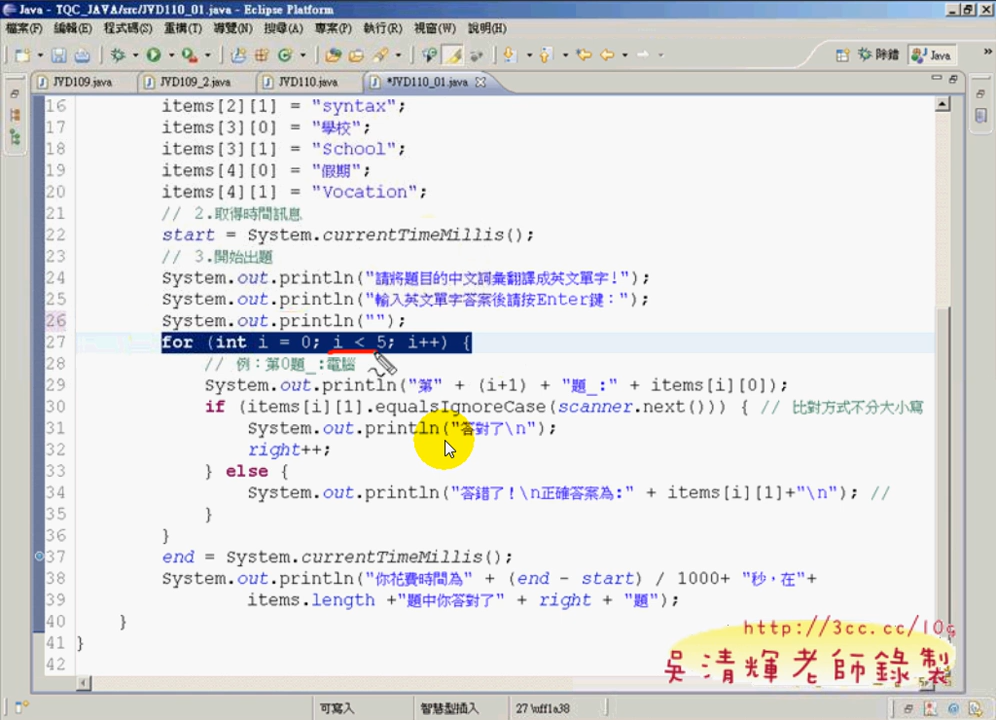 Java - TQC_JAVA/src/JVD110_01.java - Eclipse Platform
檔案(F) 編輯(E) 程式碼(S) 重構(T) 導覽(N) 搜尋(A) 專案(P) 執行(R) 視窗(W) 說明(H)
除錯 Java
JVD109.java JVD109_2.java JVD110.java *JVD110_01.java
16 items[2][1] = "syntax";
17 items[3][0] = "學校";
18 items[3][1] = "School";
19 items[4][0] = "假期";
20 items[4][1] = "Vocation";
21 // 2.取得時間訊息
22 start = System.currentTimeMillis();
23 // 3.開始出題
24 System.out.println("請將題目的中文詞彙翻譯成英文單字!");
25 System.out.println("輸入英文單字答案後請按Enter鍵：");
26 System.out.println("");
27 for (int i = 0; i < 5; i++) {
28 // 例：第0題_:電腦
29 System.out.println("第" + (i+1) + "題_:" + items[i][0]);
30 if (items[i][1].equalsIgnoreCase(scanner.next())) { // 比對方式不分大小寫
31 System.out.println("答對了\n");
32 right++;
33 } else {
34 System.out.println("答錯了！\n正確答案為:" + items[i][1]+"\n"); //
35 }
36 }
37 end = System.currentTimeMillis();
38 System.out.println("你花費時間為" + (end - start) / 1000+ "秒，在"+
39 items.length +"題中你答對了" + right + "題");
40 }
41 }
42
http://3cc.cc/10g
吳清輝老師錄製
可寫入 智慧型插入 27 \uff1a38